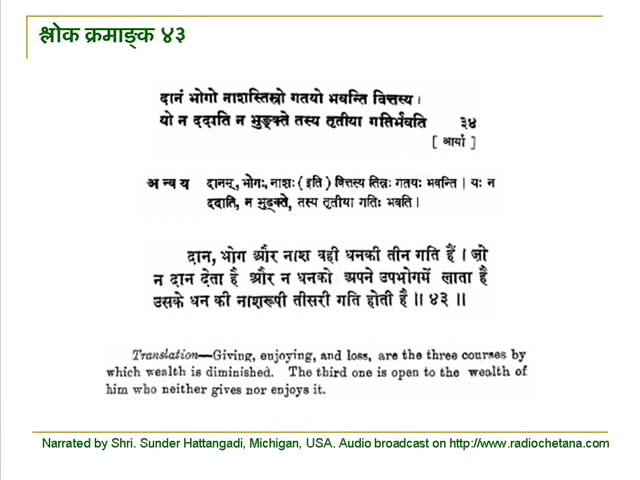 श्लोक क्रमाङ्क ४३
दानं भोगो नाशस्तिस्रो गतयो भवन्ति वित्तस्य ।
यो न ददाति न भुङ्क्ते तस्य तृतीया गतिर्भवति ३४
[ आर्या ]
अन्वय दानम्, भोगः, नाशः ( इति ) वित्तस्य तिस्रः गतयः भवन्ति । यः न
ददाति, न भुङ्क्ते, तस्य तृतीया गतिः भवति ।
दान, भोग और नाश वही धनकी तीन गति हैं । जो
न दान देता है और न धनको अपने उपभोगमें लाता है
उसके धन की नाशरूपी तीसरी गति होती है ॥ ४३ ॥
Translation—Giving, enjoying, and loss, are the three courses by
which wealth is diminished. The third one is open to the wealth of
him who neither gives nor enjoys it.
Narrated by Shri. Sunder Hattangadi, Michigan, USA. Audio broadcast on http://www.radiochetana.com